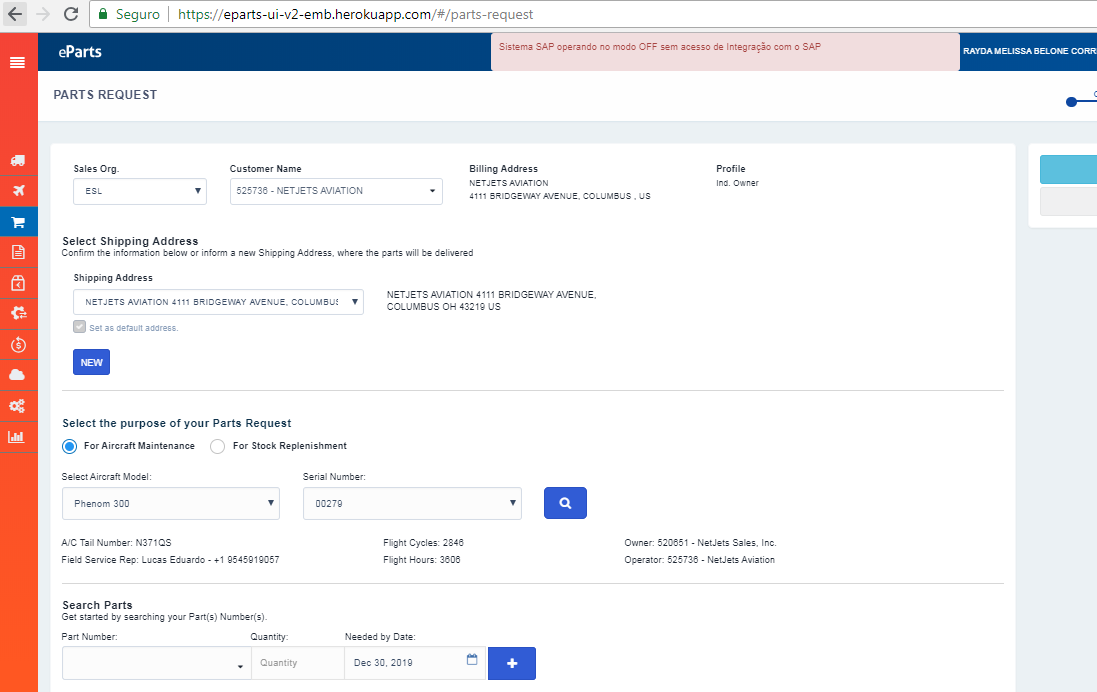 Seguro https://eparts-ui-v2-emb.herokuapp.com/#/parts-request
eParts
Sistema SAP operando no modo OFF sem acesso de Integração com o SAP
RAYDA MELISSA BELONE CORR
PARTS REQUEST
Sales Org. Customer Name Billing Address Profile
ESL 525736 - NETJETS AVIATION NETJETS AVIATION Ind. Owner
4111 BRIDGEWAY AVENUE, COLUMBUS , US
Select Shipping Address
Confirm the information below or inform a new Shipping Address, where the parts will be delivered
Shipping Address
NETJETS AVIATION 4111 BRIDGEWAY AVENUE, COLUMBUS
NETJETS AVIATION 4111 BRIDGEWAY AVENUE,
COLUMBUS OH 43219 US
Set as default address.
NEW
Select the purpose of your Parts Request
For Aircraft Maintenance For Stock Replenishment
Select Aircraft Model: Serial Number:
Phenom 300 00279
A/C Tail Number: N371QS Flight Cycles: 2846 Owner: 520651 - NetJets Sales, Inc.
Field Service Rep: Lucas Eduardo - +1 9545919057 Flight Hours: 3606 Operator: 525736 - NetJets Aviation
Search Parts
Get started by searching your Part(s) Number(s).
Part Number: Quantity: Needed by Date:
Quantity Dec 30, 2019